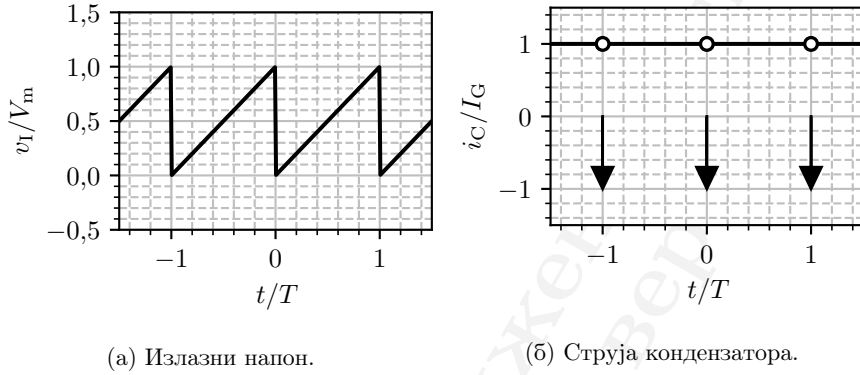 1,5
1,0
0,5
0,0
−0,5
v_I/V_m
−1
0
1
t/T
(а) Излазни напон.
1
0
−1
i_C/I_G
−1
0
1
t/T
(б) Струја кондензатора.